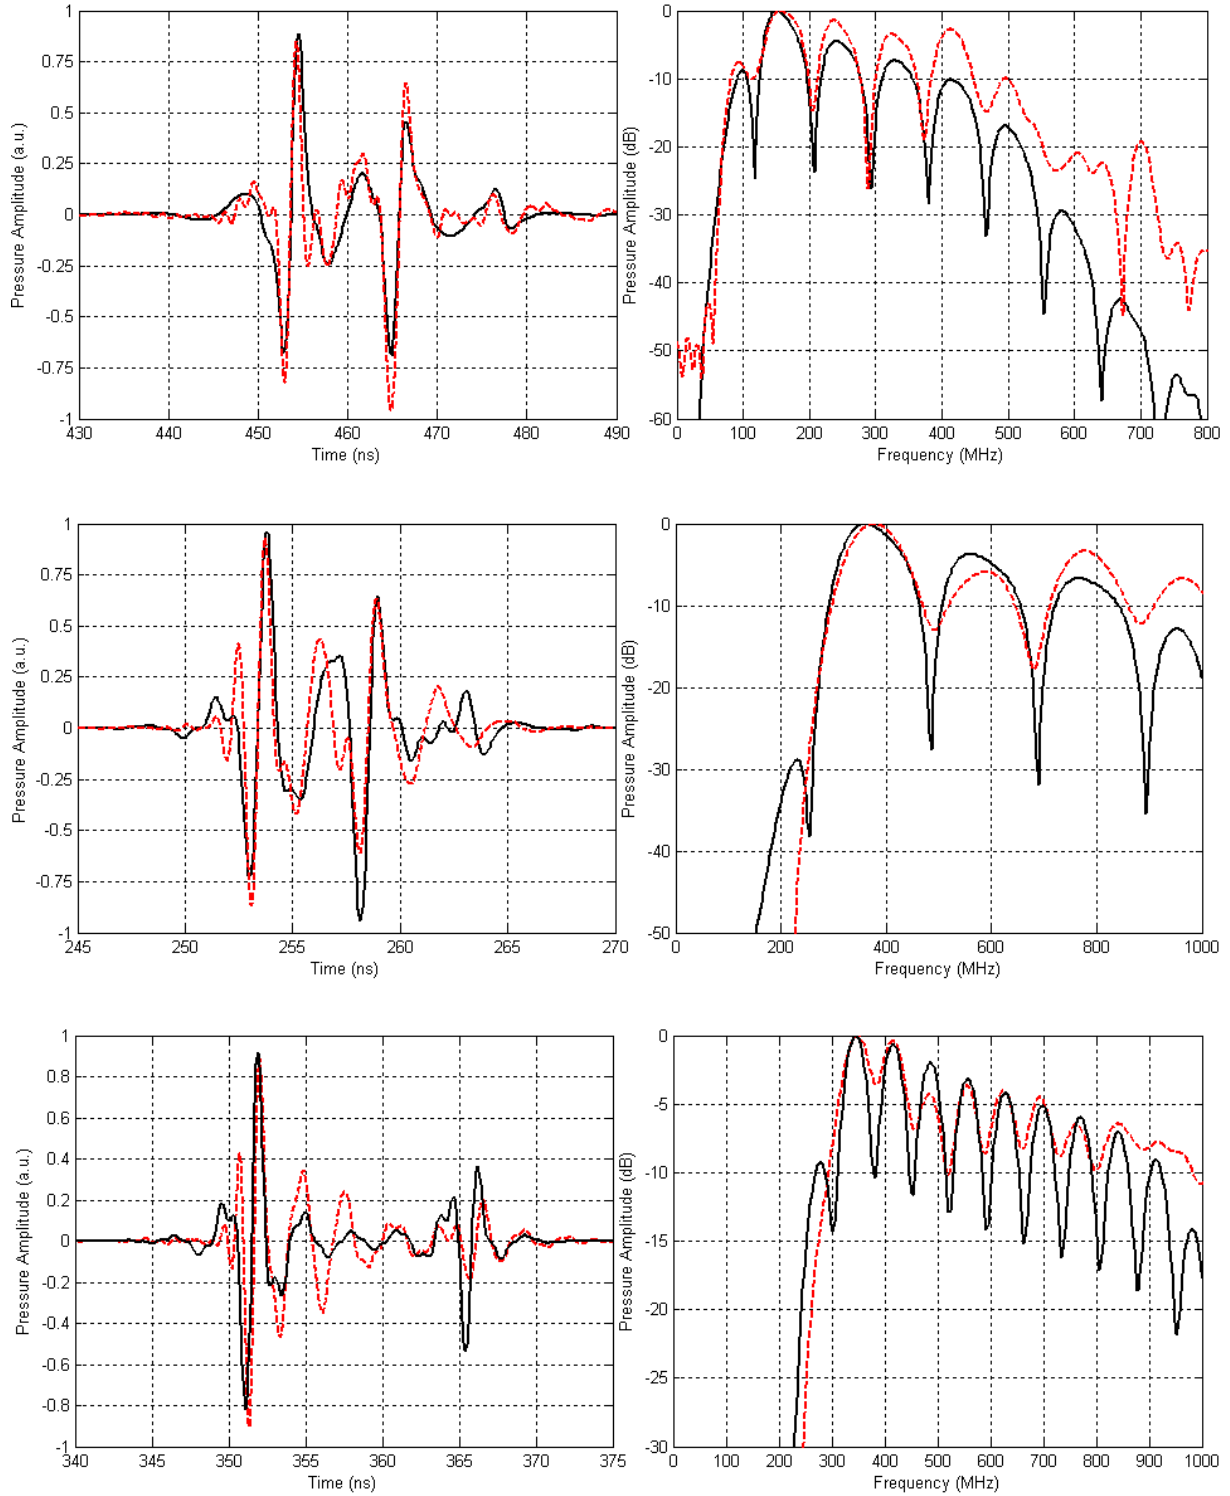 1
0.75
0.5
0.25
0
-0.25
-0.5
-0.75
-1
430 440 450 460 470 480 490
Time (ns)
Pressure Amplitude (a.u.)
0
-10
-20
-30
-40
-50
-60
0 100 200 300 400 500 600 700 800
Frequency (MHz)
Pressure Amplitude (dB)
1
0.75
0.5
0.25
0
-0.25
-0.5
-0.75
-1
245 250 255 260 265 270
Time (ns)
Pressure Amplitude (a.u.)
0
-10
-20
-30
-40
-50
0 200 400 600 800 1000
Frequency (MHz)
Pressure Amplitude (dB)
1
0.8
0.6
0.4
0.2
0
-0.2
-0.4
-0.6
-0.8
-1
340 345 350 355 360 365 370 375
Time (ns)
Pressure Amplitude (a.u.)
0
-5
-10
-15
-20
-25
-30
0 100 200 300 400 500 600 700 800 900 1000
Frequency (MHz)
Pressure Amplitude (dB)